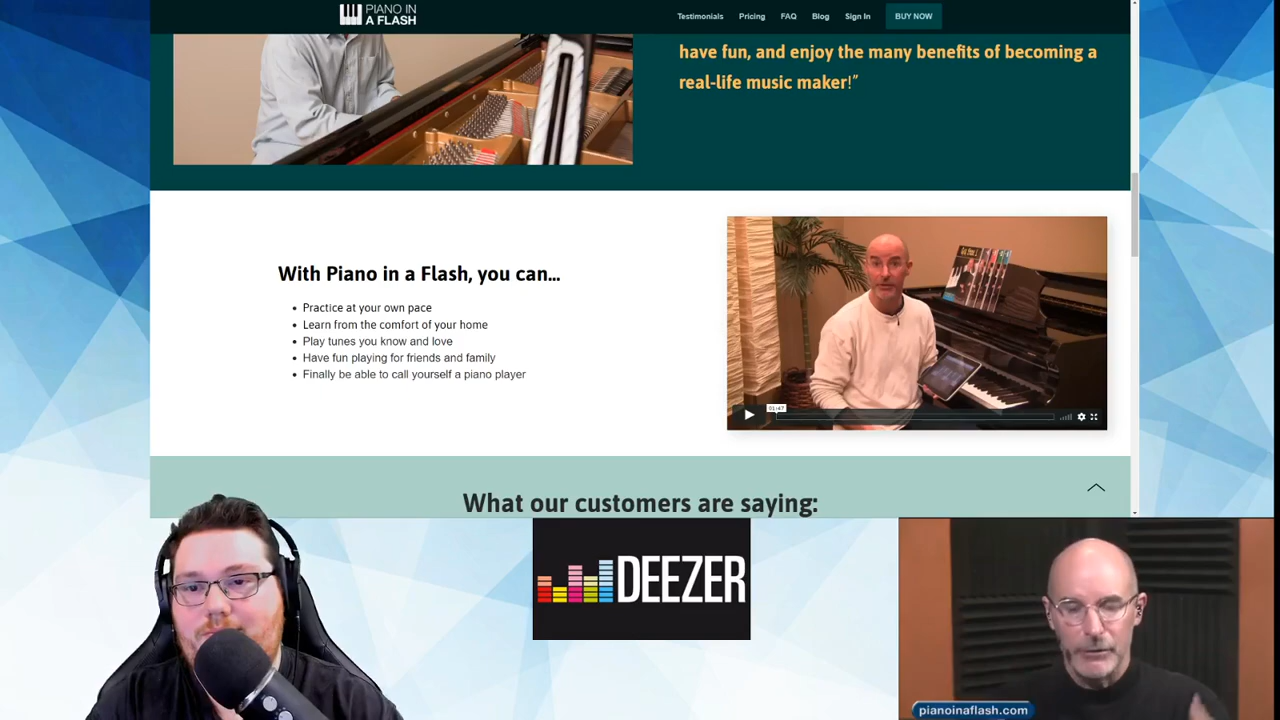 PIANO IN
A FLASH
Testimonials Pricing FAQ Blog Sign In BUY NOW
have fun, and enjoy the many benefits of becoming a
real-life music maker!”
With Piano in a Flash, you can...
• Practice at your own pace
• Learn from the comfort of your home
• Play tunes you know and love
• Have fun playing for friends and family
• Finally be able to call yourself a piano player
01:47
What our customers are saying:
DEEZER
pianoinaflash.com